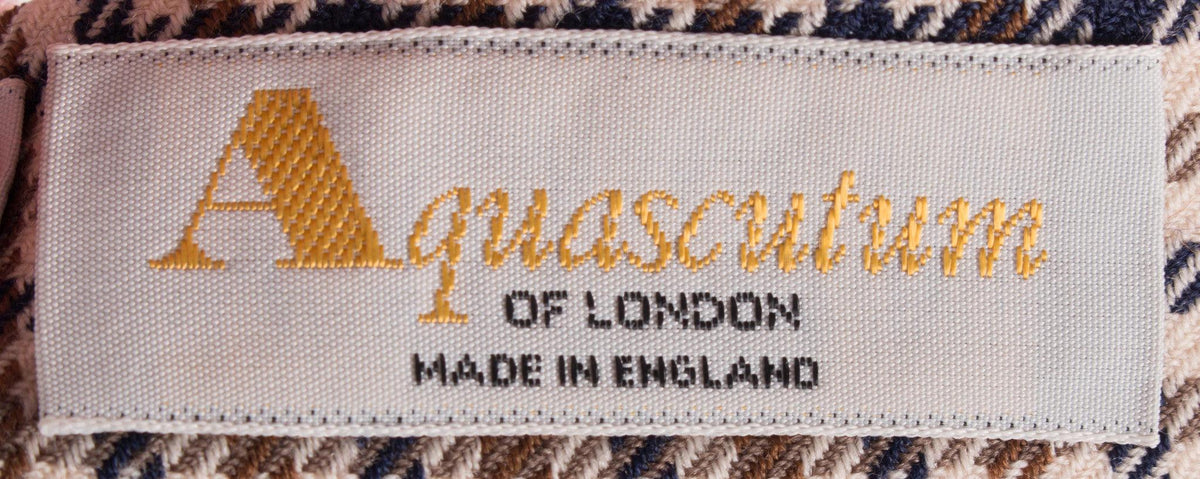 Aquascutum
OF LONDON
MADE IN ENGLAND